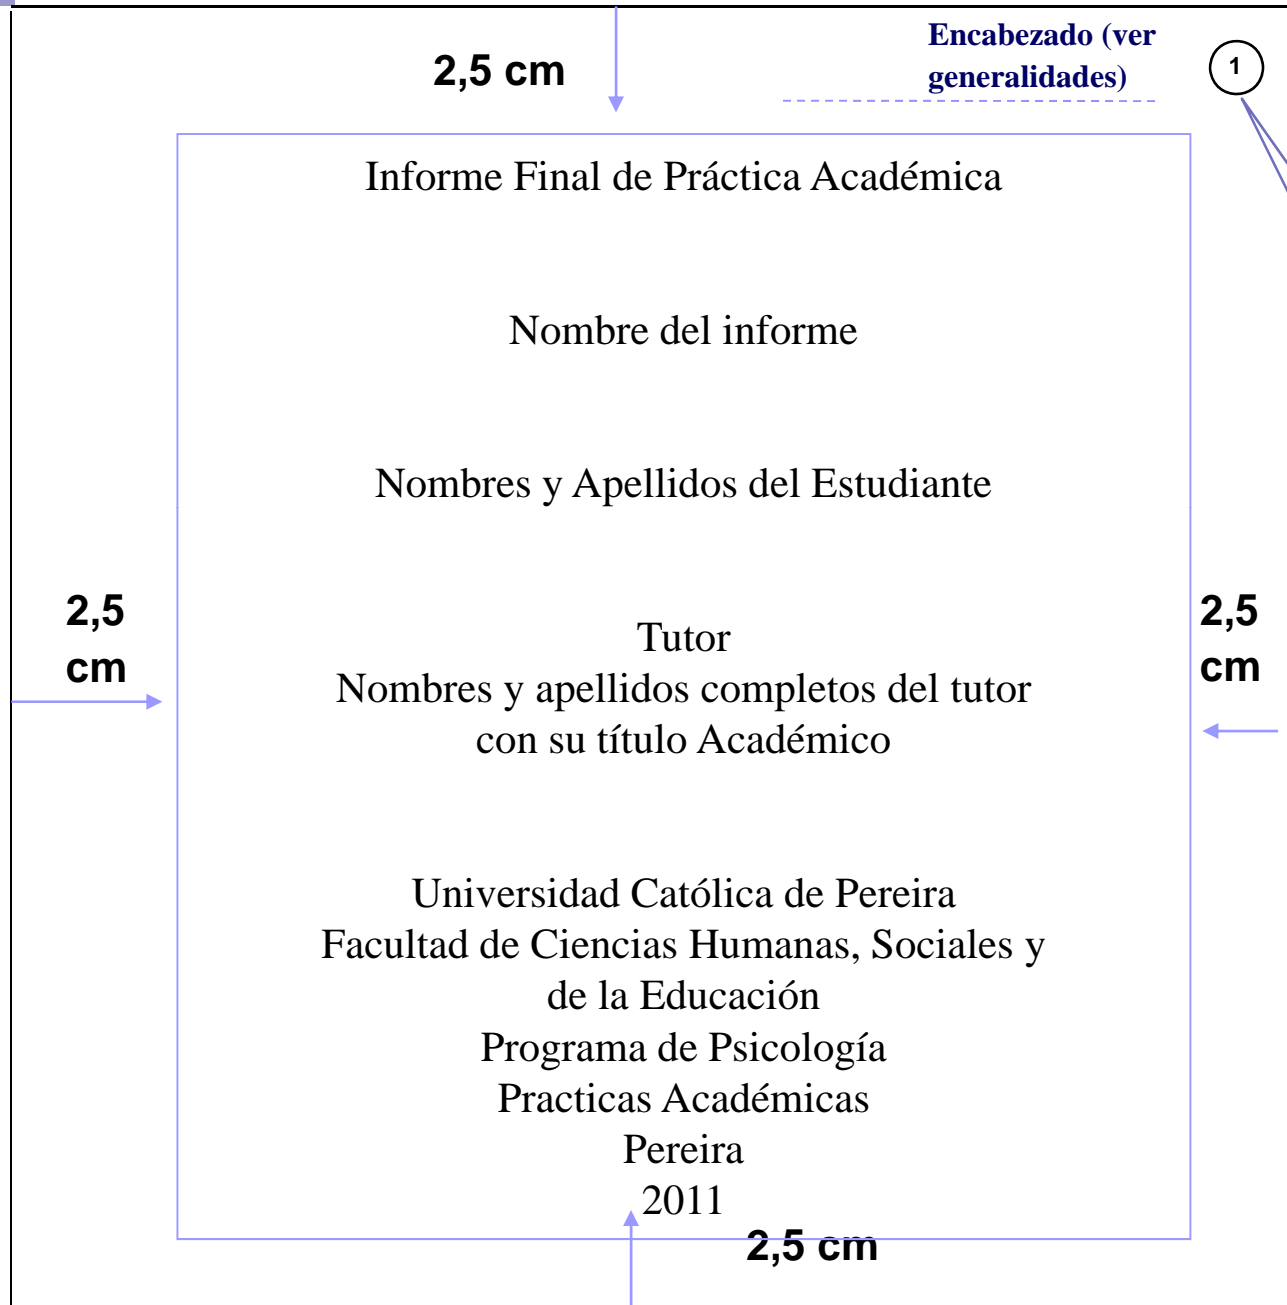 2,5 cm
Encabezado (ver
generalidades)
1
Informe Final de Práctica Académica
Nombre del informe
Nombres y Apellidos del Estudiante
2,5
cm
2,5
cm
Tutor
Nombres y apellidos completos del tutor
con su título Académico
Universidad Católica de Pereira
Facultad de Ciencias Humanas, Sociales y
de la Educación
Programa de Psicología
Practicas Académicas
Pereira
2011
2,5 cm